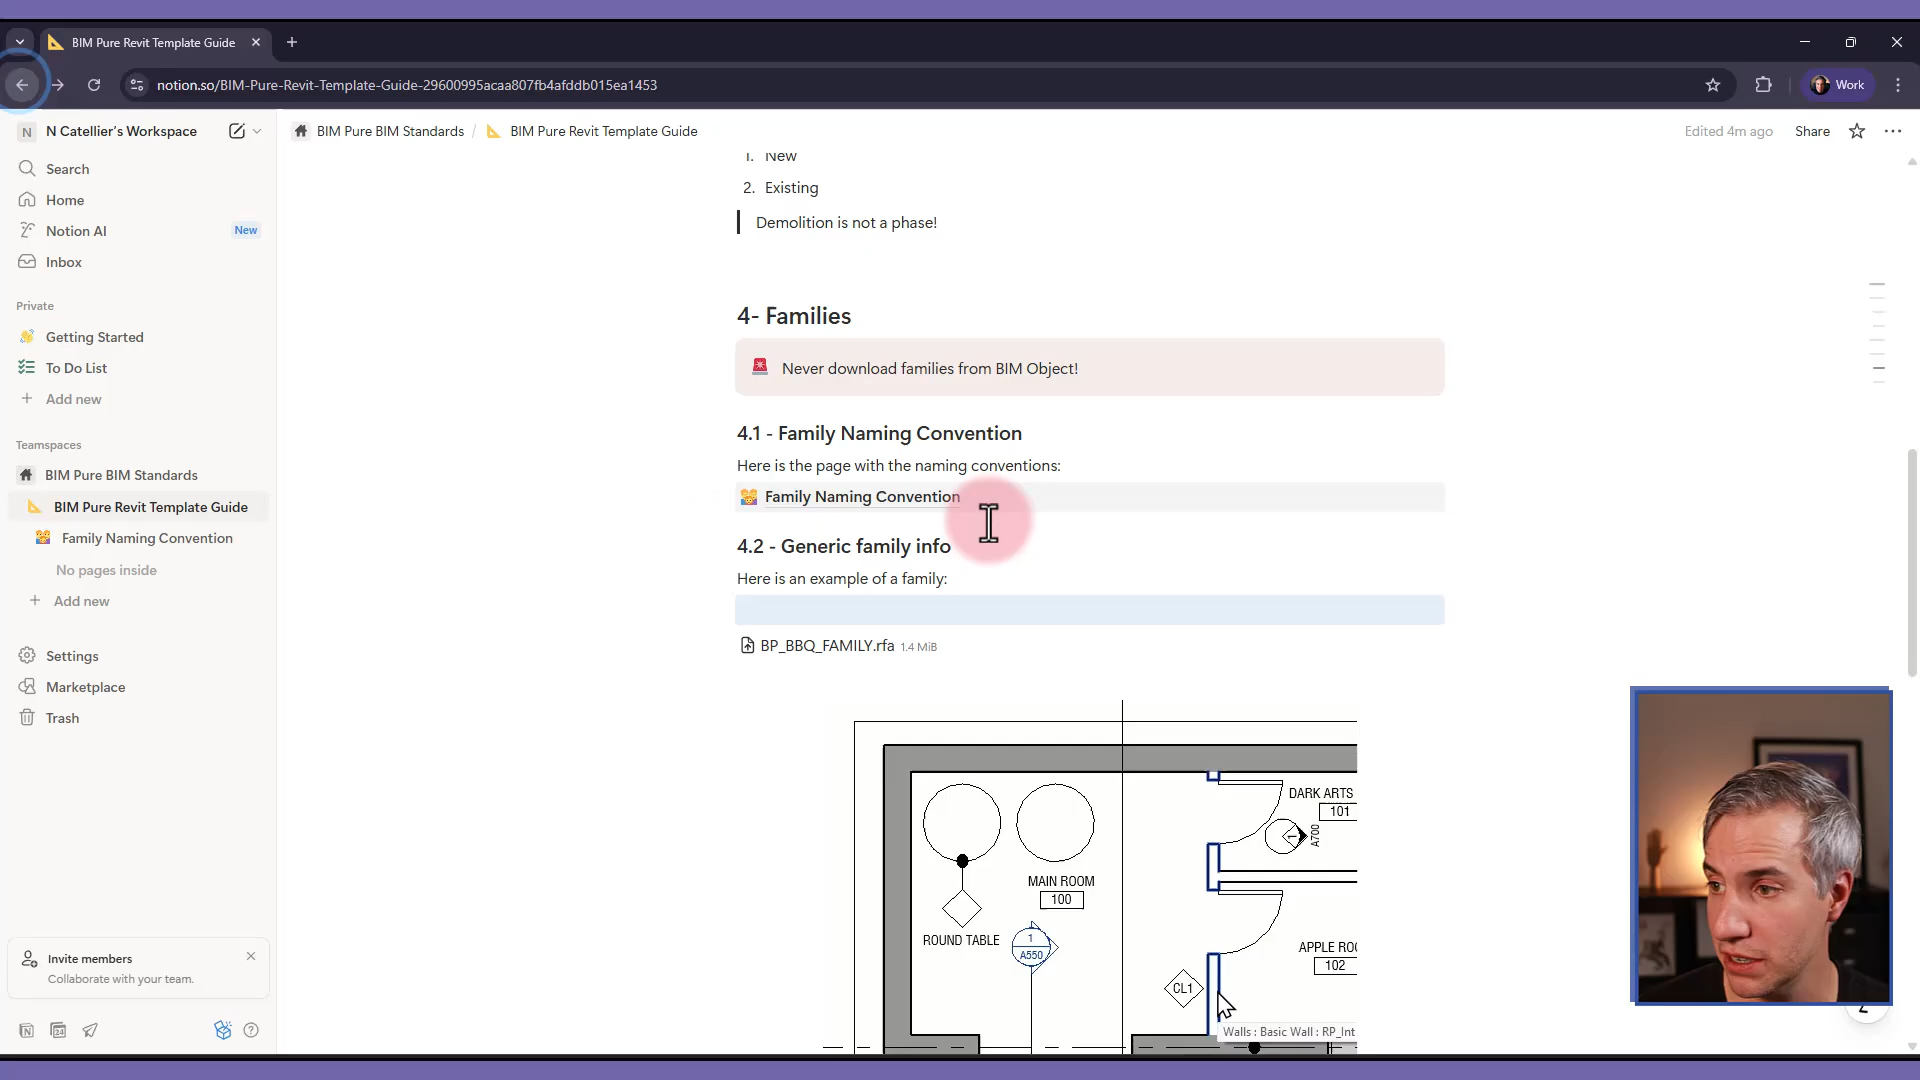 BIM Pure Revit Template Guide
notion.so/BIM-Pure-Revit-Template-Guide-29600995acaa807fb4afddb015ea1453
Work
N
N Catellier's Workspace
BIM Pure BIM Standards / BIM Pure Revit Template Guide
Edited 4m ago
Share
Search
Home
Notion AI
New
Inbox
Private
Getting Started
To Do List
Add new
Teamspaces
BIM Pure BIM Standards
BIM Pure Revit Template Guide
Family Naming Convention
No pages inside
Add new
Settings
Marketplace
Trash
Invite members
Collaborate with your team.
1. New
2. Existing
Demolition is not a phase!
4- Families
Never download families from BIM Object!
4.1 - Family Naming Convention
Here is the page with the naming conventions:
Family Naming Convention
4.2 - Generic family info
Here is an example of a family:
BP_BBQ_FAMILY.rfa 1.4 MiB
DARK ARTS
101
1
A700
MAIN ROOM
100
ROUND TABLE
1
A550
APPLE ROO
102
CL1
Walls : Basic Wall : RP_Int